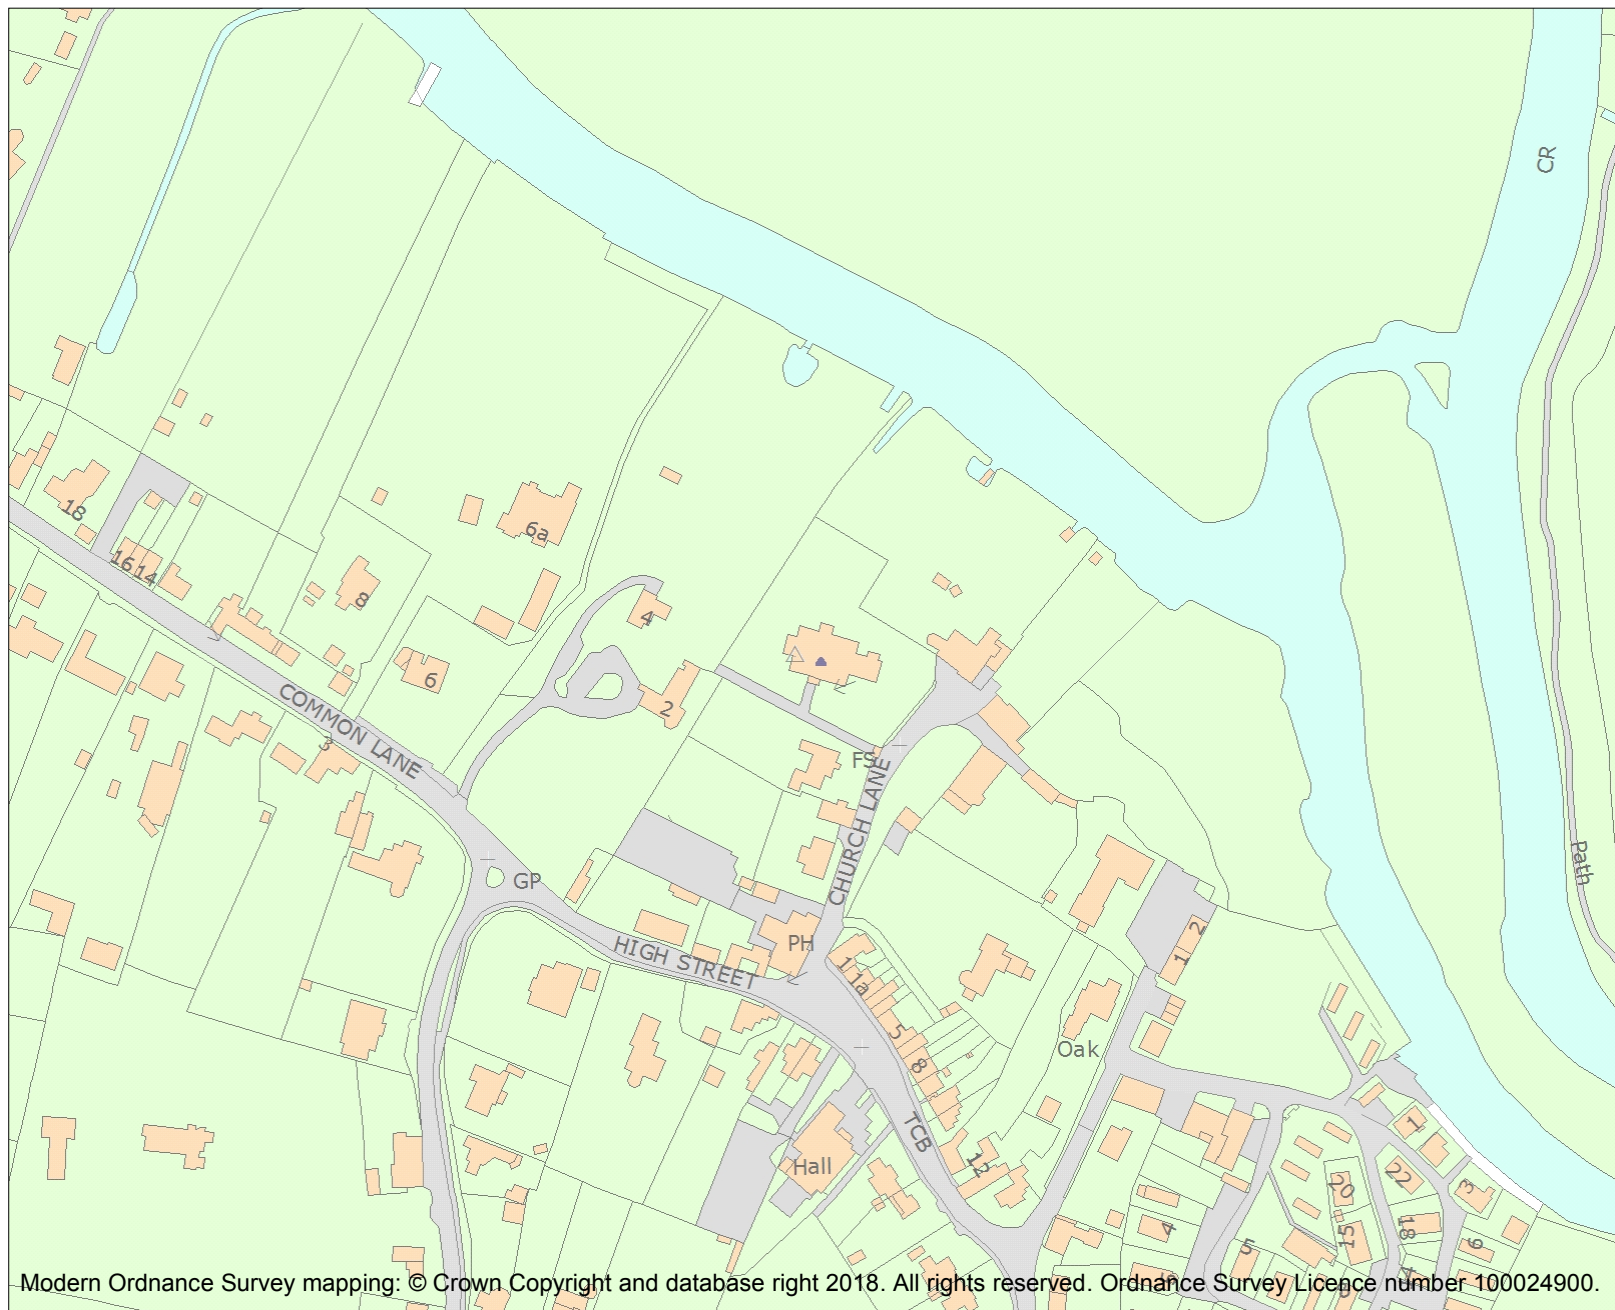 CR
18
16
14
6a
8
4
6
2
COMMON LANE
3
FS
CHURCH LANE
Path
GP
HIGH STREET
PH
11a
2
1
5
8
Oak
TCB
Hall
12
1
22
20
3
4
15
18
6
5
14
Modern Ordnance Survey mapping: © Crown Copyright and database right 2018. All rights reserved. Ordnance Survey Licence number 100024900.